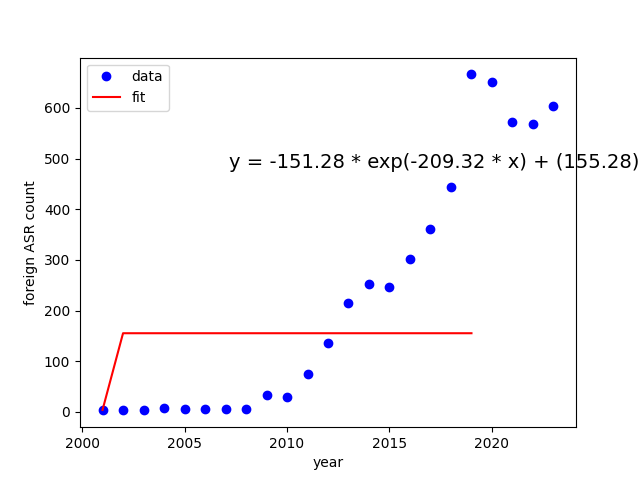 data
fit
y = -151.28 * exp(-209.32 * x) + (155.28)
foreign ASR count
600
500
400
300
200
100
0
2000
2005
2010
2015
2020
year